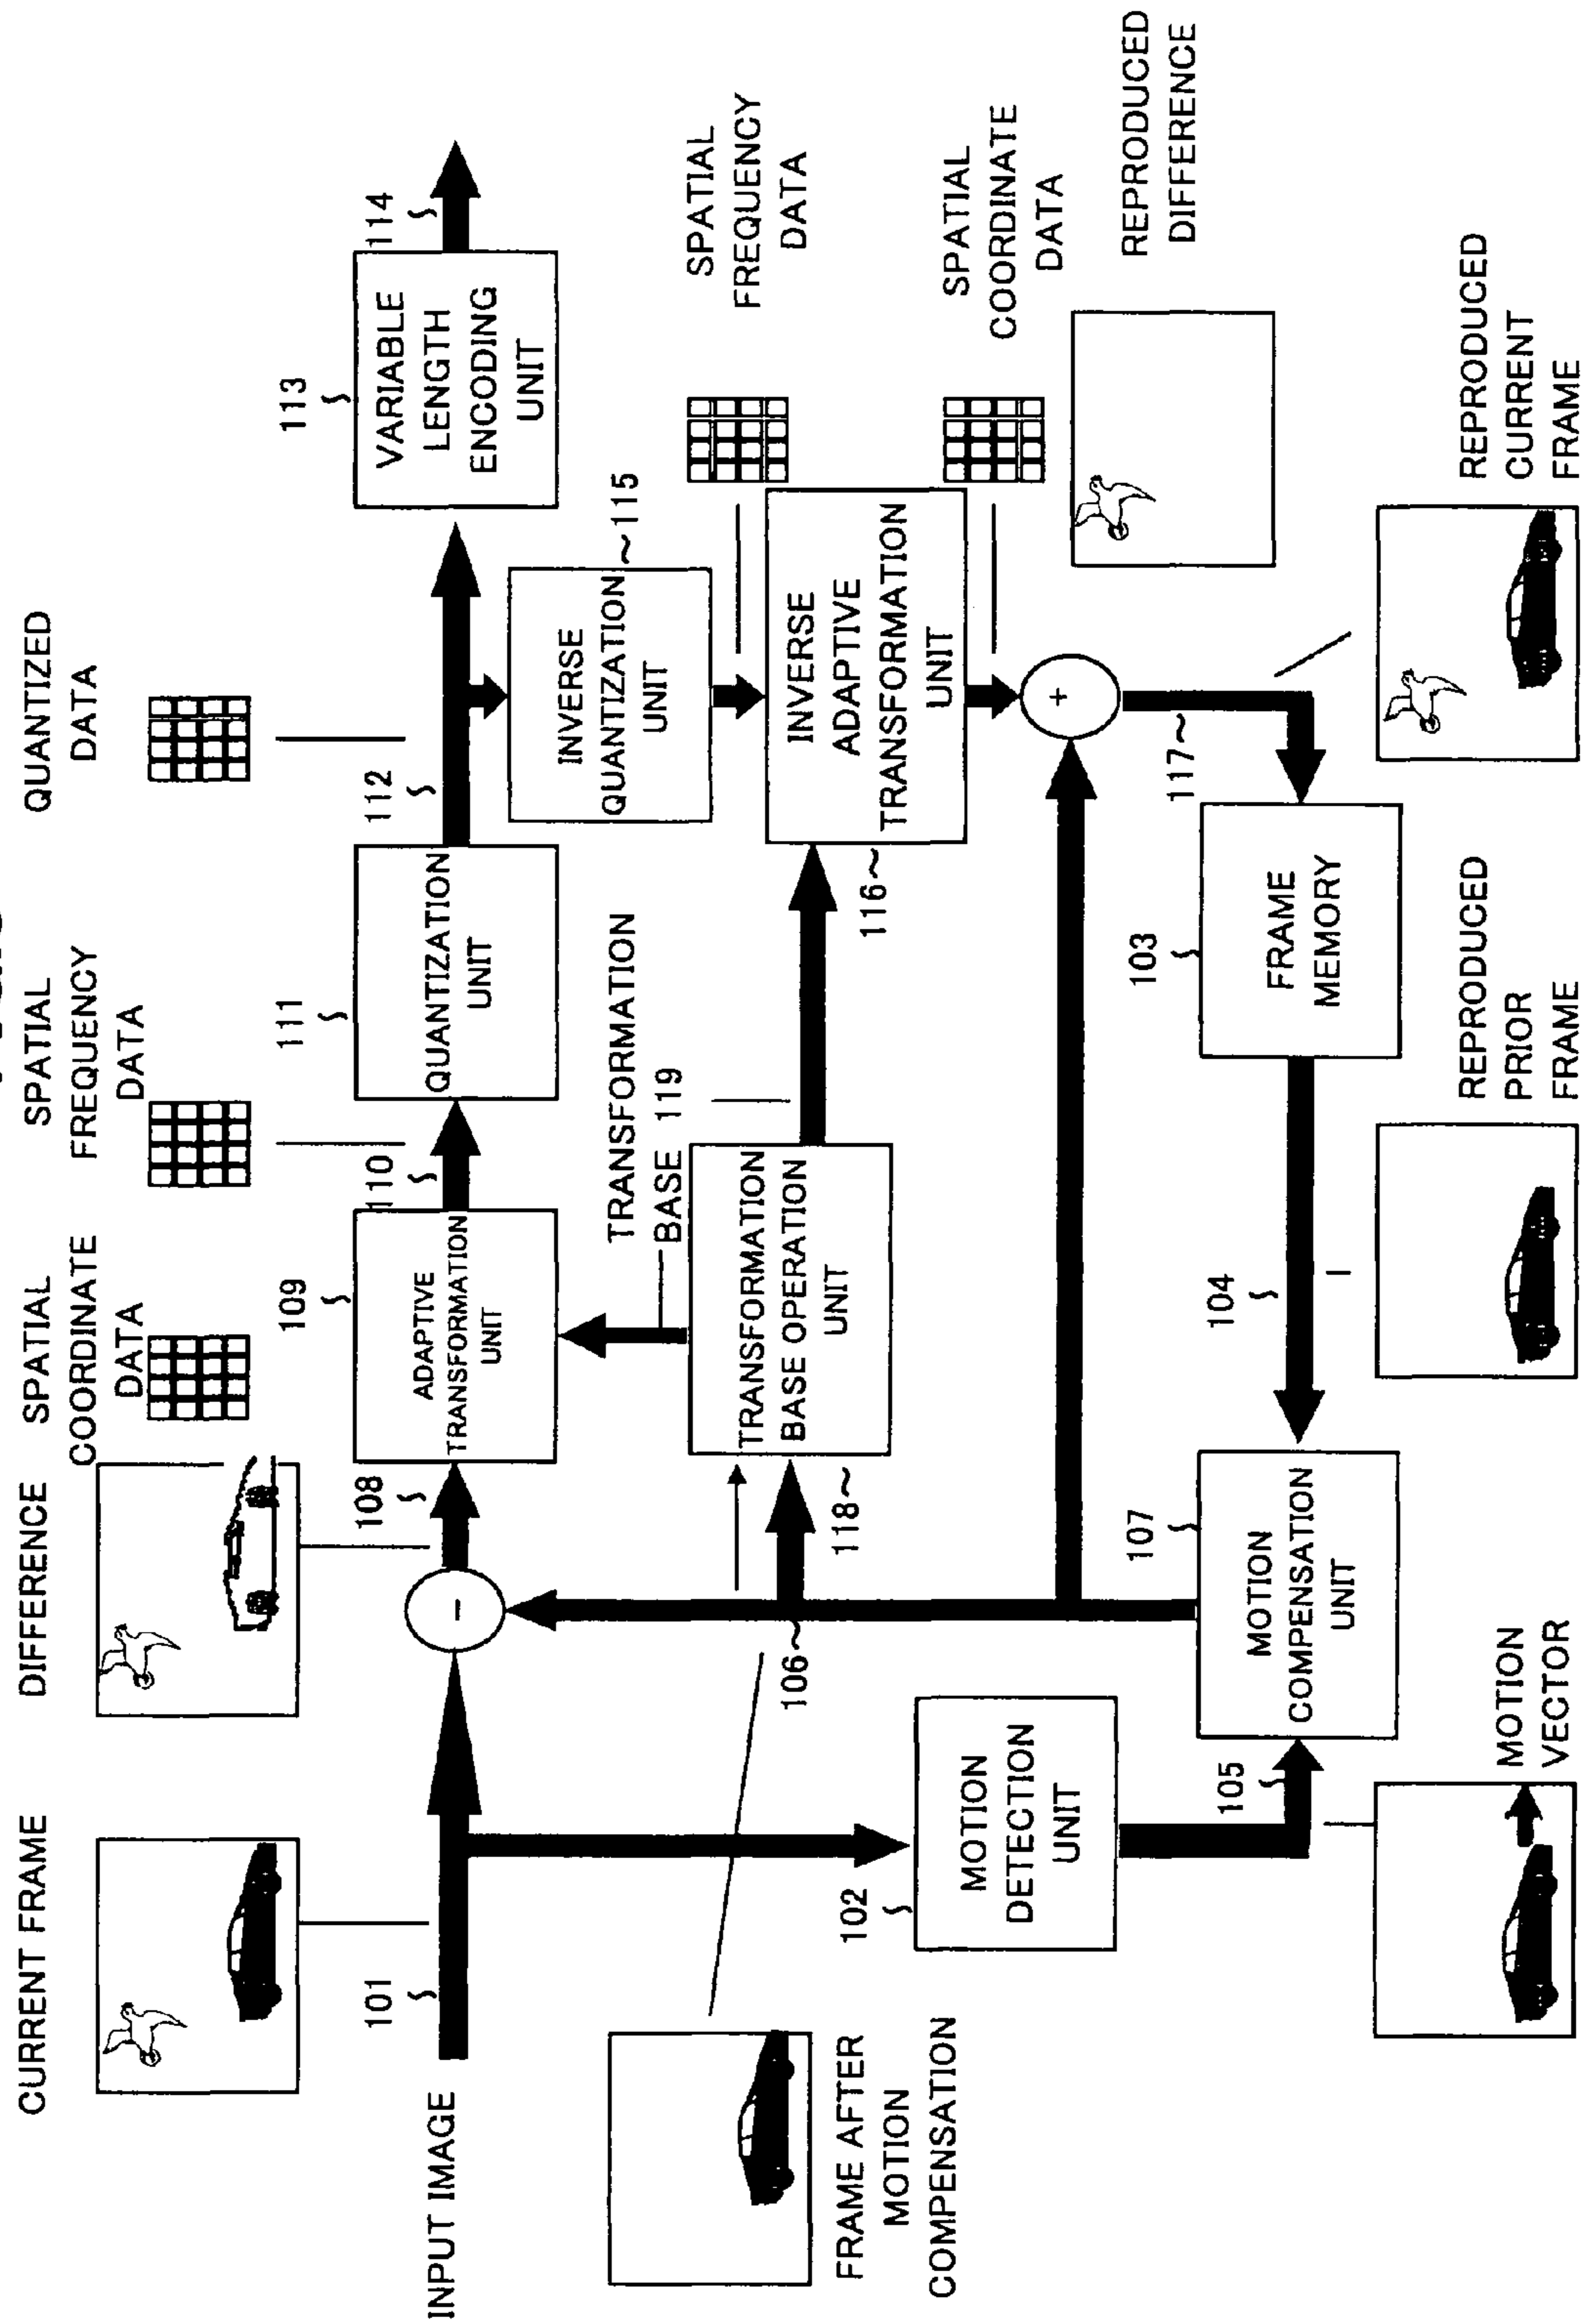 CURRENT FRAME
DIFFERENCE
SPATIAL
COORDINATE
DATA
SPATIAL
FREQUENCY
DATA
QUANTIZED
DATA
INPUT IMAGE
101
108
109
ADAPTIVE
TRANSFORMATION
UNIT
110
111
QUANTIZATION
UNIT
112
113
VARIABLE
LENGTH
ENCODING
UNIT
114
-
FRAME AFTER
MOTION
COMPENSATION
106
118
TRANSFORMATION
BASE 119
TRANSFORMATION
BASE OPERATION
UNIT
INVERSE
QUANTIZATION
UNIT
115
SPATIAL
FREQUENCY
DATA
116
INVERSE
ADAPTIVE
TRANSFORMATION
UNIT
SPATIAL
COORDINATE
DATA
+
REPRODUCED
DIFFERENCE
102
MOTION
DETECTION
UNIT
105
107
MOTION
COMPENSATION
UNIT
104
103
FRAME
MEMORY
117
MOTION
VECTOR
REPRODUCED
PRIOR
FRAME
REPRODUCED
CURRENT
FRAME